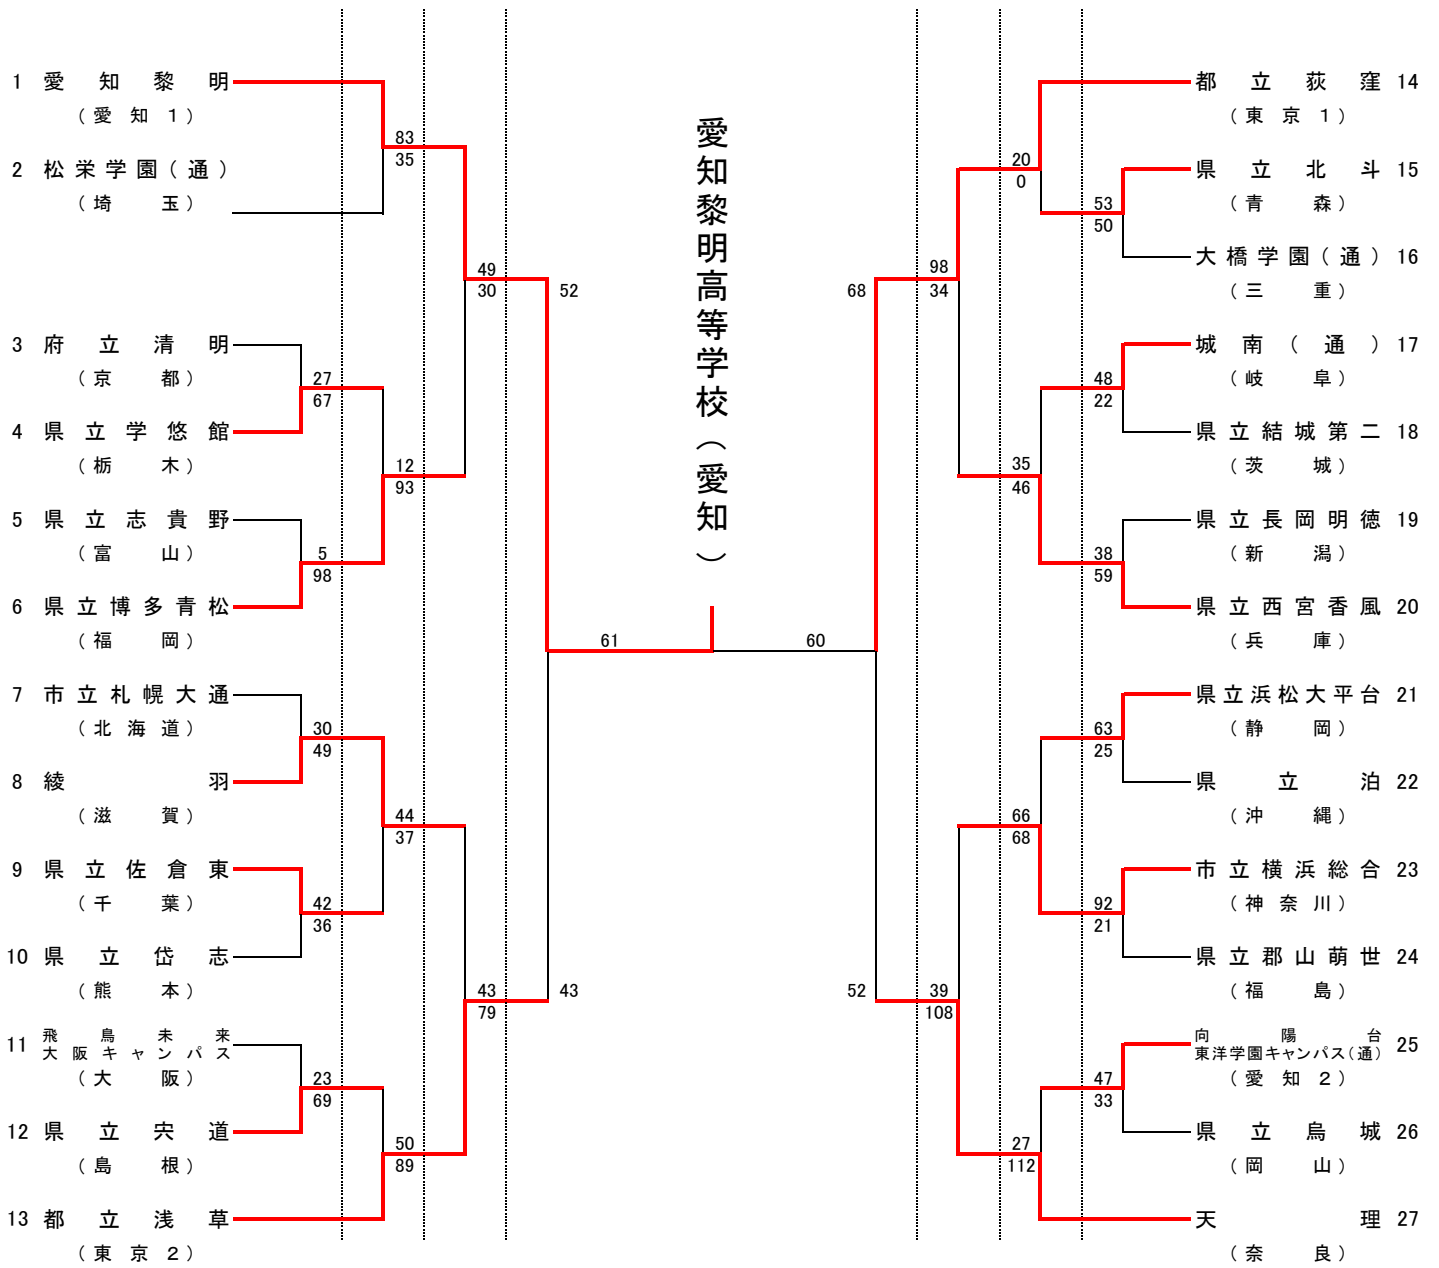 1 愛知黎明
(愛知1)
2 松栄学園(通)
(埼玉)
3 府立清明
(京都)
4 県立学悠館
(栃木)
5 県立志貴野
(富山)
6 県立博多青松
(福岡)
7 市立札幌大通
(北海道)
8 綾羽
(滋賀)
9 県立佐倉東
(千葉)
10 県立岱志
(熊本)
11 飛鳥未来
大阪キャンパス
(大阪)
12 県立宍道
(島根)
13 都立浅草
(東京2)
83
35
27
67
5
98
12
93
49
30
52
30
49
42
36
44
37
23
69
50
89
43
79
43
61
愛知黎明高等学校(愛知)
60
68
98
34
20
0
53
50
48
22
35
46
38
59
63
25
66
68
92
21
52
39
108
47
33
27
112
都立荻窪 14
(東京1)
県立北斗 15
(青森)
大橋学園(通) 16
(三重)
城南(通) 17
(岐阜)
県立結城第二 18
(茨城)
県立長岡明徳 19
(新潟)
県立西宮香風 20
(兵庫)
県立浜松大平台 21
(静岡)
県立泊 22
(沖縄)
市立横浜総合 23
(神奈川)
県立郡山萌世 24
(福島)
向陽台
東洋学園キャンパス(通) 25
(愛知2)
県立烏城 26
(岡山)
天理 27
(奈良)